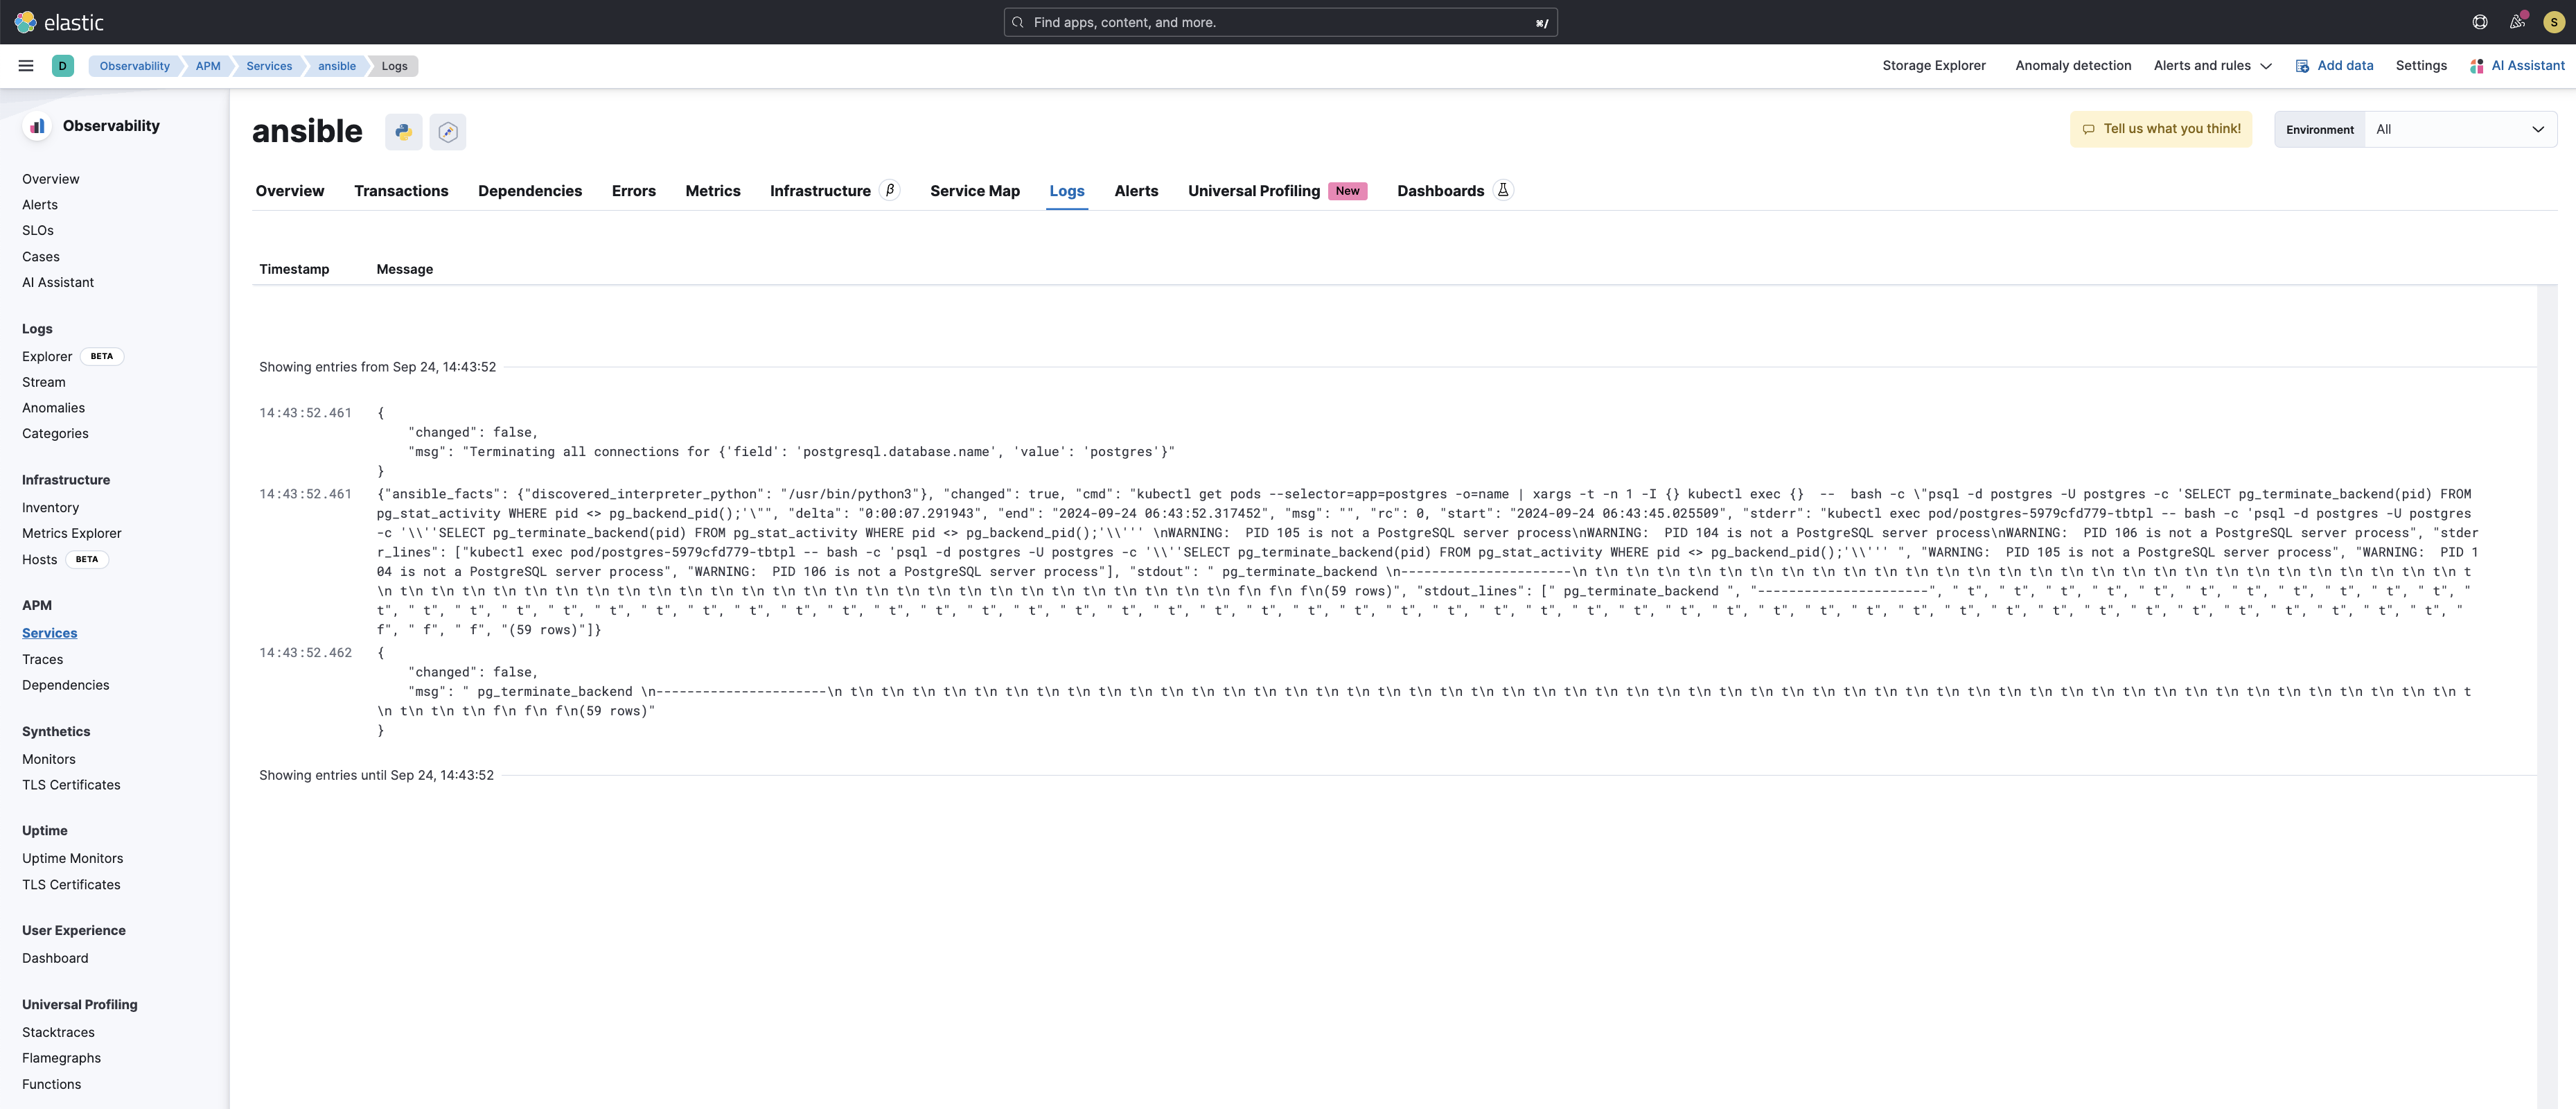 elastic
Find apps, content, and more.
⌘/
S
D
Observability
APM
Services
ansible
Logs
Storage Explorer
Anomaly detection
Alerts and rules
Add data
Settings
AI Assistant
Observability
Overview
Alerts
SLOs
Cases
AI Assistant
Logs
Explorer BETA
Stream
Anomalies
Categories
Infrastructure
Inventory
Metrics Explorer
Hosts BETA
APM
Services
Traces
Dependencies
Synthetics
Monitors
TLS Certificates
Uptime
Uptime Monitors
TLS Certificates
User Experience
Dashboard
Universal Profiling
Stacktraces
Flamegraphs
Functions
ansible
Tell us what you think!
Environment All
Overview Transactions Dependencies Errors Metrics Infrastructure β Service Map Logs Alerts Universal Profiling New Dashboards
Timestamp Message
Showing entries from Sep 24, 14:43:52
14:43:52.461 {
"changed": false,
"msg": "Terminating all connections for {'field': 'postgresql.database.name', 'value': 'postgres'}"
}
14:43:52.461 {"ansible_facts": {"discovered_interpreter_python": "/usr/bin/python3"}, "changed": true, "cmd": "kubectl get pods --selector=app=postgres -o=name | xargs -t -n 1 -I {} kubectl exec {}  --  bash -c \"psql -d postgres -U postgres -c 'SELECT pg_terminate_backend(pid) FROM
pg_stat_activity WHERE pid <> pg_backend_pid();'\"", "delta": "0:00:07.291943", "end": "2024-09-24 06:43:52.317452", "msg": "", "rc": 0, "start": "2024-09-24 06:43:45.025509", "stderr": "kubectl exec pod/postgres-5979cfd779-tbtpl -- bash -c 'psql -d postgres -U postgres
-c '\\''SELECT pg_terminate_backend(pid) FROM pg_stat_activity WHERE pid <> pg_backend_pid();'\\''' \nWARNING:  PID 105 is not a PostgreSQL server process\nWARNING:  PID 104 is not a PostgreSQL server process\nWARNING:  PID 106 is not a PostgreSQL server process", "stder
r_lines": ["kubectl exec pod/postgres-5979cfd779-tbtpl -- bash -c 'psql -d postgres -U postgres -c '\\''SELECT pg_terminate_backend(pid) FROM pg_stat_activity WHERE pid <> pg_backend_pid();'\\''' ", "WARNING:  PID 105 is not a PostgreSQL server process", "WARNING:  PID 1
04 is not a PostgreSQL server process", "WARNING:  PID 106 is not a PostgreSQL server process"], "stdout": " pg_terminate_backend \n----------------------\n t\n t\n t\n t\n t\n t\n t\n t\n t\n t\n t\n t\n t\n t\n t\n t\n t\n t\n t\n t\n t\n t\n t\n t\n t\n t\n t\n t\n t
\n t\n t\n t\n t\n t\n t\n t\n t\n t\n t\n t\n t\n t\n t\n t\n t\n t\n t\n t\n t\n t\n t\n t\n t\n t\n t\n t\n f\n f\n f\n(59 rows)", "stdout_lines": [" pg_terminate_backend ", "----------------------", " t", " t", " t", " t", " t", " t", " t", " t", " t", " t", " t", "
t", " t", " t", " t", " t", " t", " t", " t", " t", " t", " t", " t", " t", " t", " t", " t", " t", " t", " t", " t", " t", " t", " t", " t", " t", " t", " t", " t", " t", " t", " t", " t", " t", " t", "
f", " f", " f", "(59 rows)"]}
14:43:52.462 {
"changed": false,
"msg": " pg_terminate_backend \n----------------------\n t\n t\n t\n t\n t\n t\n t\n t\n t\n t\n t\n t\n t\n t\n t\n t\n t\n t\n t\n t\n t\n t\n t\n t\n t\n t\n t\n t\n t\n t\n t\n t\n t\n t\n t\n t\n t\n t\n t\n t\n t\n t\n t\n t\n t\n t\n t\n t\n t\n t\n t\n t\n t
\n t\n t\n t\n f\n f\n f\n(59 rows)"
}
Showing entries until Sep 24, 14:43:52